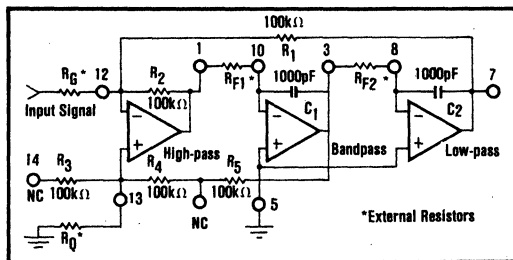 100kΩ
R1
1
10
3
8
RG*
12
R2
RF1*
1000pF
RF2*
1000pF
7
Input Signal
100kΩ
C1
C2
14
R3
High-pass
R4
R5
Bandpass
Low-pass
NC
100kΩ
13
100kΩ
NC
100kΩ
5
RQ*
*External Resistors